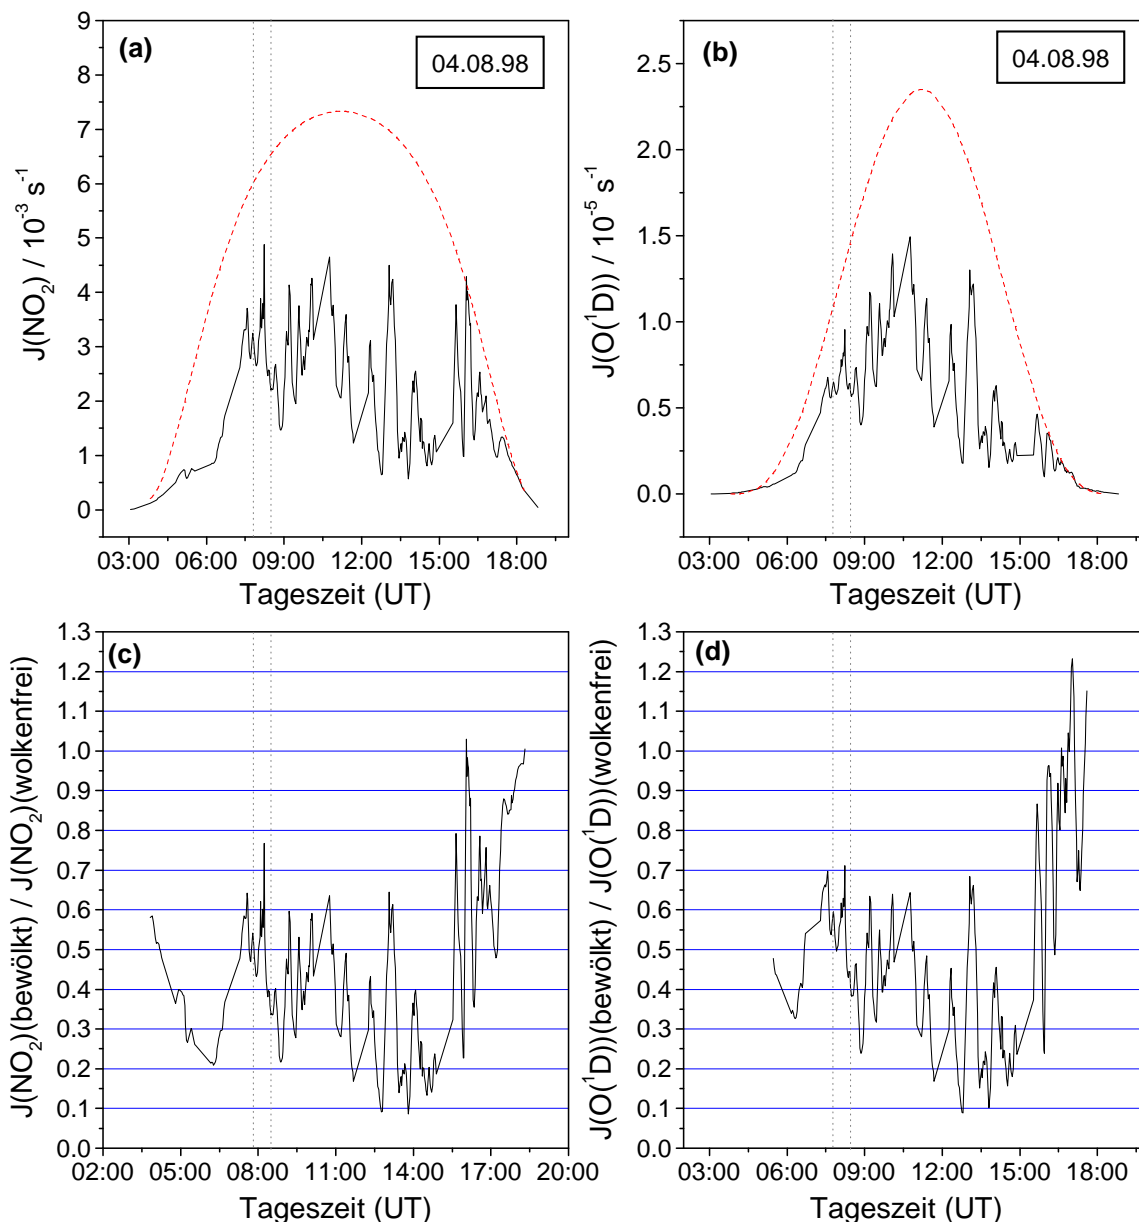 (a)
04.08.98
9
8
7
6
5
4
3
2
1
0
J(NO₂) / 10⁻³ s⁻¹
03:00 06:00 09:00 12:00 15:00 18:00
Tageszeit (UT)
(b)
04.08.98
2.5
2.0
1.5
1.0
0.5
0.0
J(O(¹D)) / 10⁻⁵ s⁻¹
03:00 06:00 09:00 12:00 15:00 18:00
Tageszeit (UT)
(c)
1.3
1.2
1.1
1.0
0.9
0.8
0.7
0.6
0.5
0.4
0.3
0.2
0.1
0.0
J(NO₂)(bewölkt) / J(NO₂)(wolkenfrei)
02:00 05:00 08:00 11:00 14:00 17:00 20:00
Tageszeit (UT)
(d)
1.3
1.2
1.1
1.0
0.9
0.8
0.7
0.6
0.5
0.4
0.3
0.2
0.1
0.0
J(O(¹D))(bewölkt) / J(O(¹D))(wolkenfrei)
03:00 06:00 09:00 12:00 15:00 18:00
Tageszeit (UT)